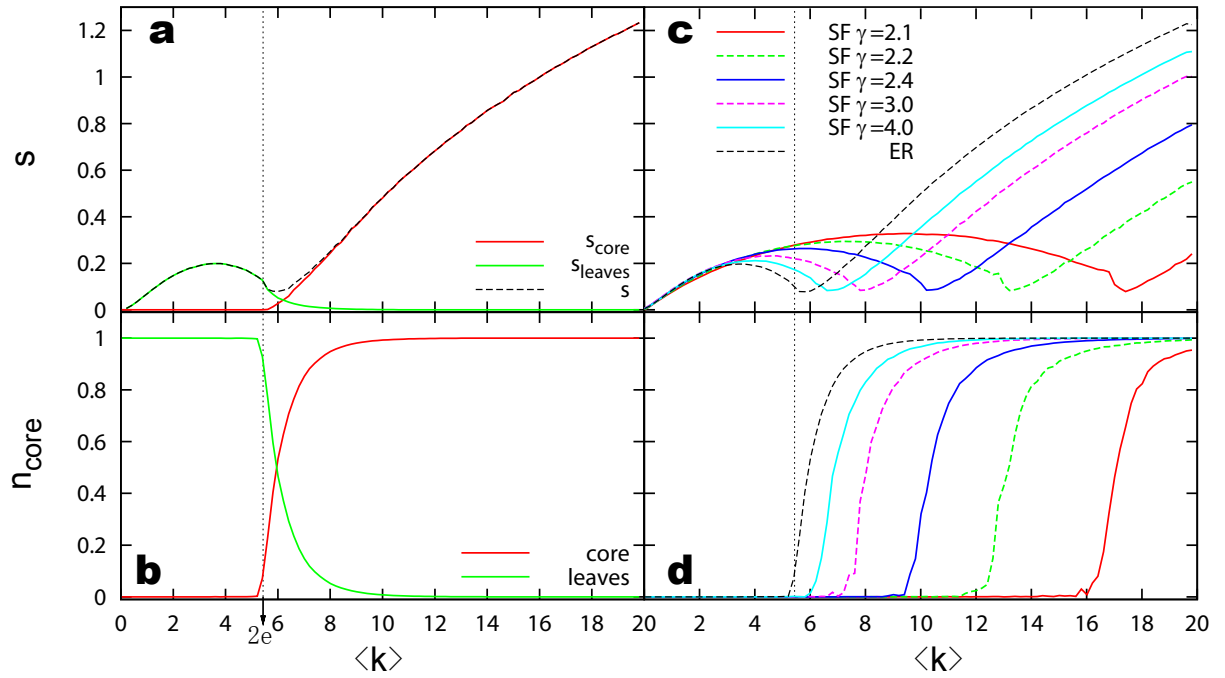 a
s
1.2
1
0.8
0.6
0.4
0.2
0
s_core
s_leaves
s
c
SF γ=2.1
SF γ=2.2
SF γ=2.4
SF γ=3.0
SF γ=4.0
ER
b
n_core
1
0.8
0.6
0.4
0.2
0
core
leaves
0 2 4 6 8 10 12 14 16 18 20
2e
⟨k⟩
d
2 4 6 8 10 12 14 16 18 20
⟨k⟩